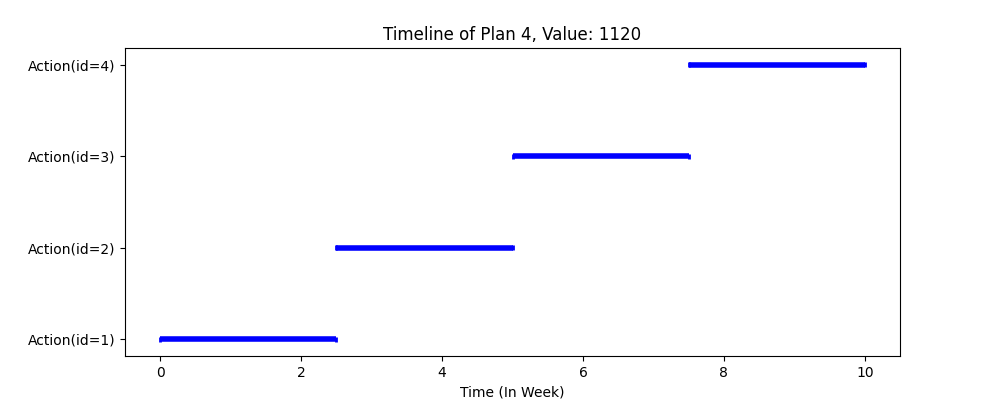 Timeline of Plan 4, Value: 1120
Action(id=4)
Action(id=3)
Action(id=2)
Action(id=1)
0 2 4 6 8 10
Time (In Week)